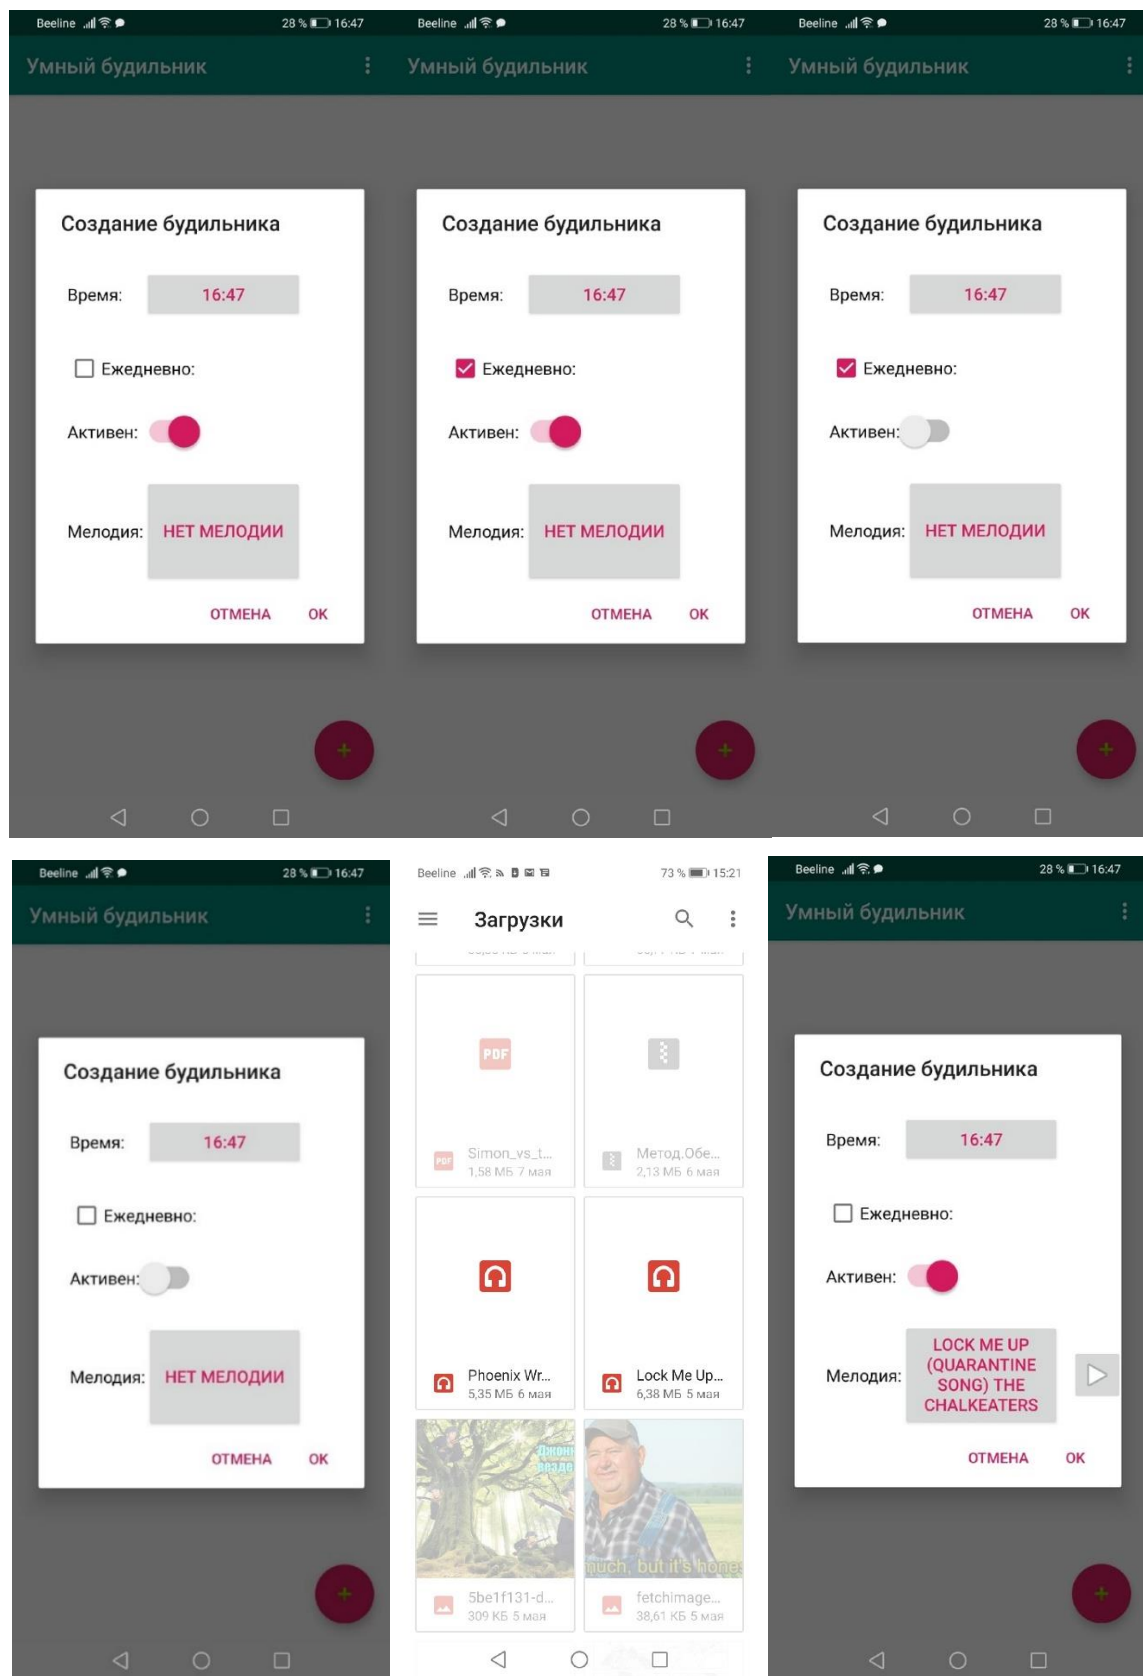 Beeline 28 % 16:47
Умный будильник
Создание будильника
Время: 16:47
Ежедневно:
Активен:
Мелодия: НЕТ МЕЛОДИИ
ОТМЕНА OK
+
Beeline 28 % 16:47
Умный будильник
Создание будильника
Время: 16:47
Ежедневно:
Активен:
Мелодия: НЕТ МЕЛОДИИ
ОТМЕНА OK
+
Beeline 28 % 16:47
Умный будильник
Создание будильника
Время: 16:47
Ежедневно:
Активен:
Мелодия: НЕТ МЕЛОДИИ
ОТМЕНА OK
+
Beeline 28 % 16:47
Умный будильник
Создание будильника
Время: 16:47
Ежедневно:
Активен:
Мелодия: НЕТ МЕЛОДИИ
ОТМЕНА OK
+
Beeline 73 % 15:21
Загрузки
PDF
PDF Simon_vs_t...
1,58 МБ 7 мая
Метод.Обе...
2,13 МБ 6 мая
Phoenix Wr...
5,35 МБ 6 мая
Lock Me Up...
6,38 МБ 5 мая
Джонн
везде
5be1f131-d...
309 КБ 5 мая
much, but it's hones
fetchimage...
38,61 КБ 5 мая
Beeline 28 % 16:47
Умный будильник
Создание будильника
Время: 16:47
Ежедневно:
Активен:
Мелодия: LOCK ME UP
(QUARANTINE
SONG) THE
CHALKEATERS
ОТМЕНА OK
+